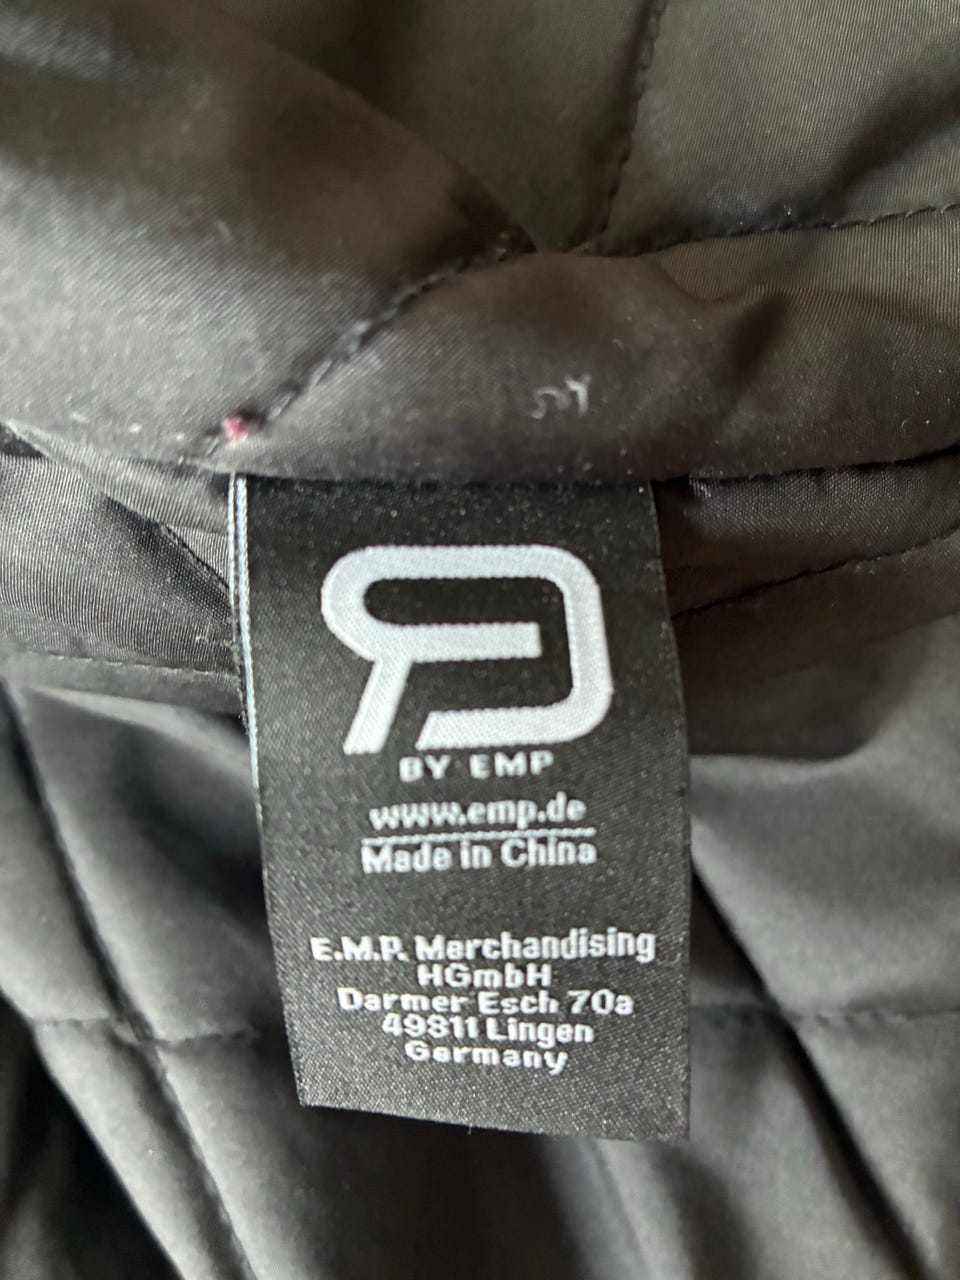 BY EMP
www.emp.de
Made in China
E.M.P. Merchandising
HGmbH
Darmer Esch 70a
49811 Lingen
Germany